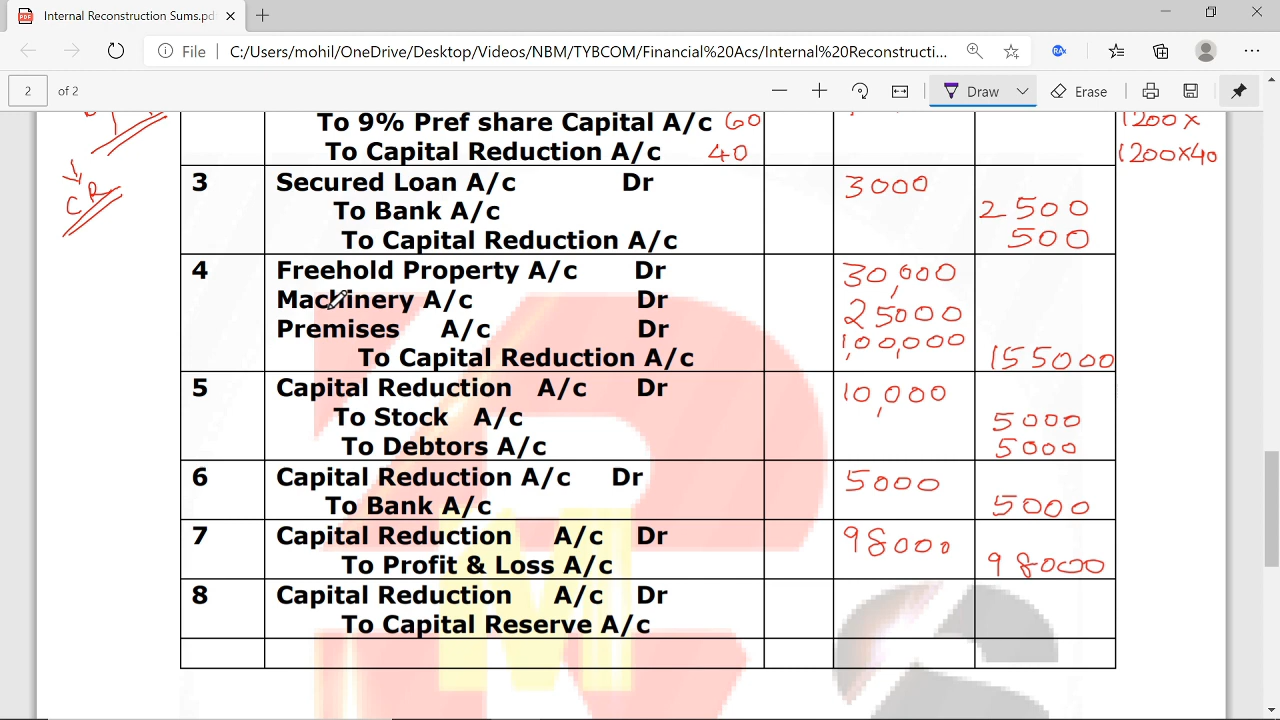 Internal Reconstruction Sums.pd
File
C:/Users/mohil/OneDrive/Desktop/Videos/NBM/TYBCOM/Financial%20Acs/Internal%20Reconstructi...
2 of 2
Draw
Erase
To 9% Pref share Capital A/c 60 1200 x
To Capital Reduction A/c 40 1200x40
CR
3 Secured Loan A/c Dr 3000
To Bank A/c 2500
To Capital Reduction A/c 500
4 Freehold Property A/c Dr 30,000
Machinery A/c Dr 25000
Premises A/c Dr 1,00,000
To Capital Reduction A/c 155000
5 Capital Reduction A/c Dr 10,000
To Stock A/c 5000
To Debtors A/c 5000
6 Capital Reduction A/c Dr 5000
To Bank A/c 5000
7 Capital Reduction A/c Dr 98000
To Profit & Loss A/c 98000
8 Capital Reduction A/c Dr
To Capital Reserve A/c